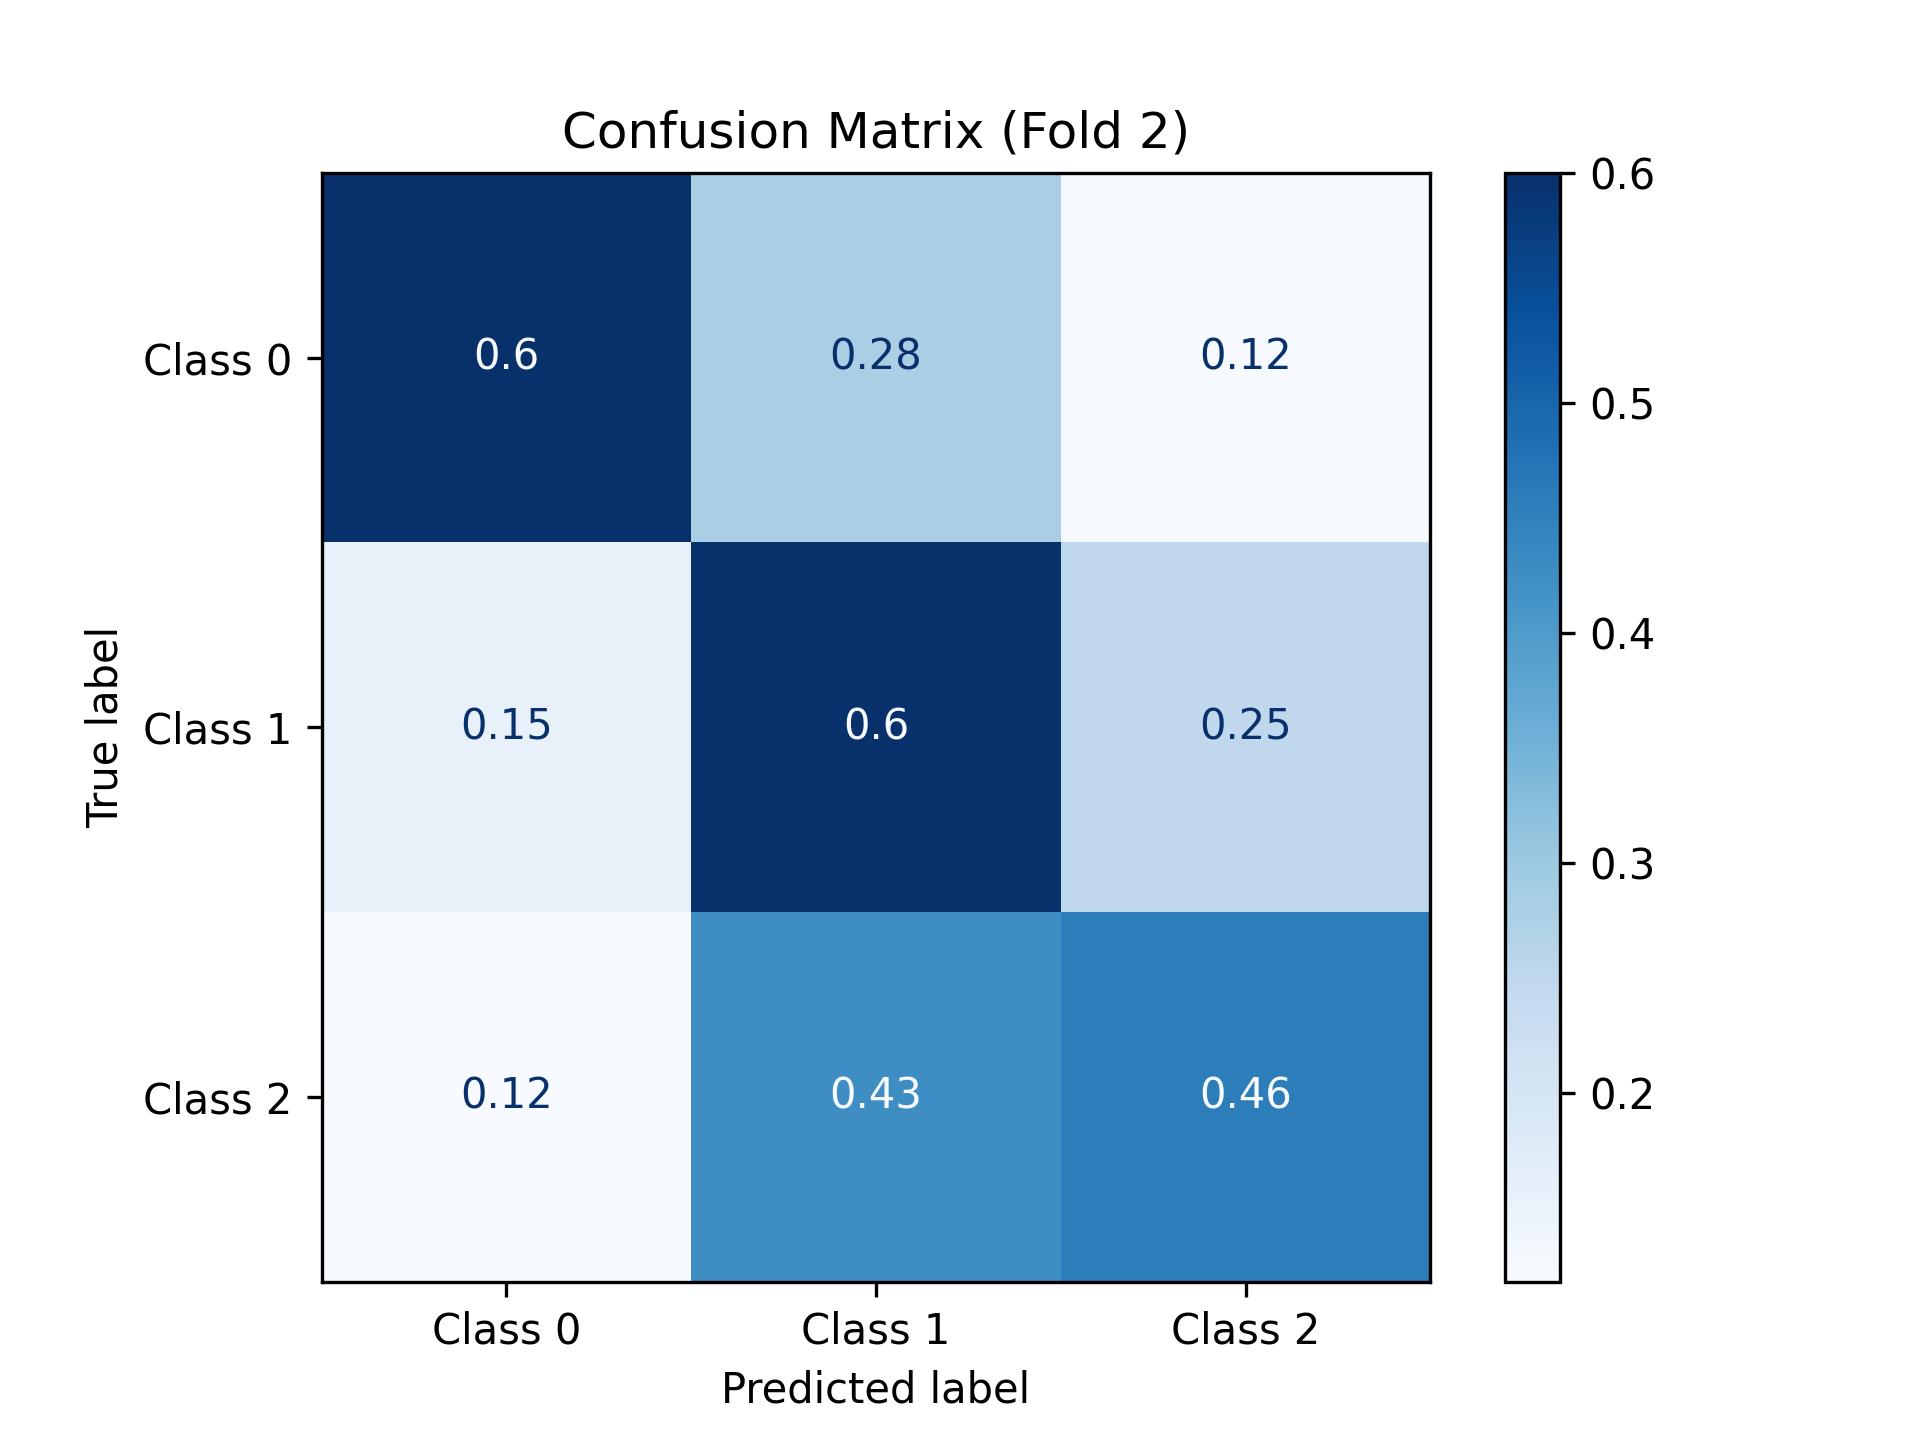 Confusion Matrix (Fold 2)
0.6
Class 0 0.6 0.28 0.12
0.5
0.4
True label
Class 1 0.15 0.6 0.25
0.3
Class 2 0.12 0.43 0.46
0.2
Class 0 Class 1 Class 2
Predicted label